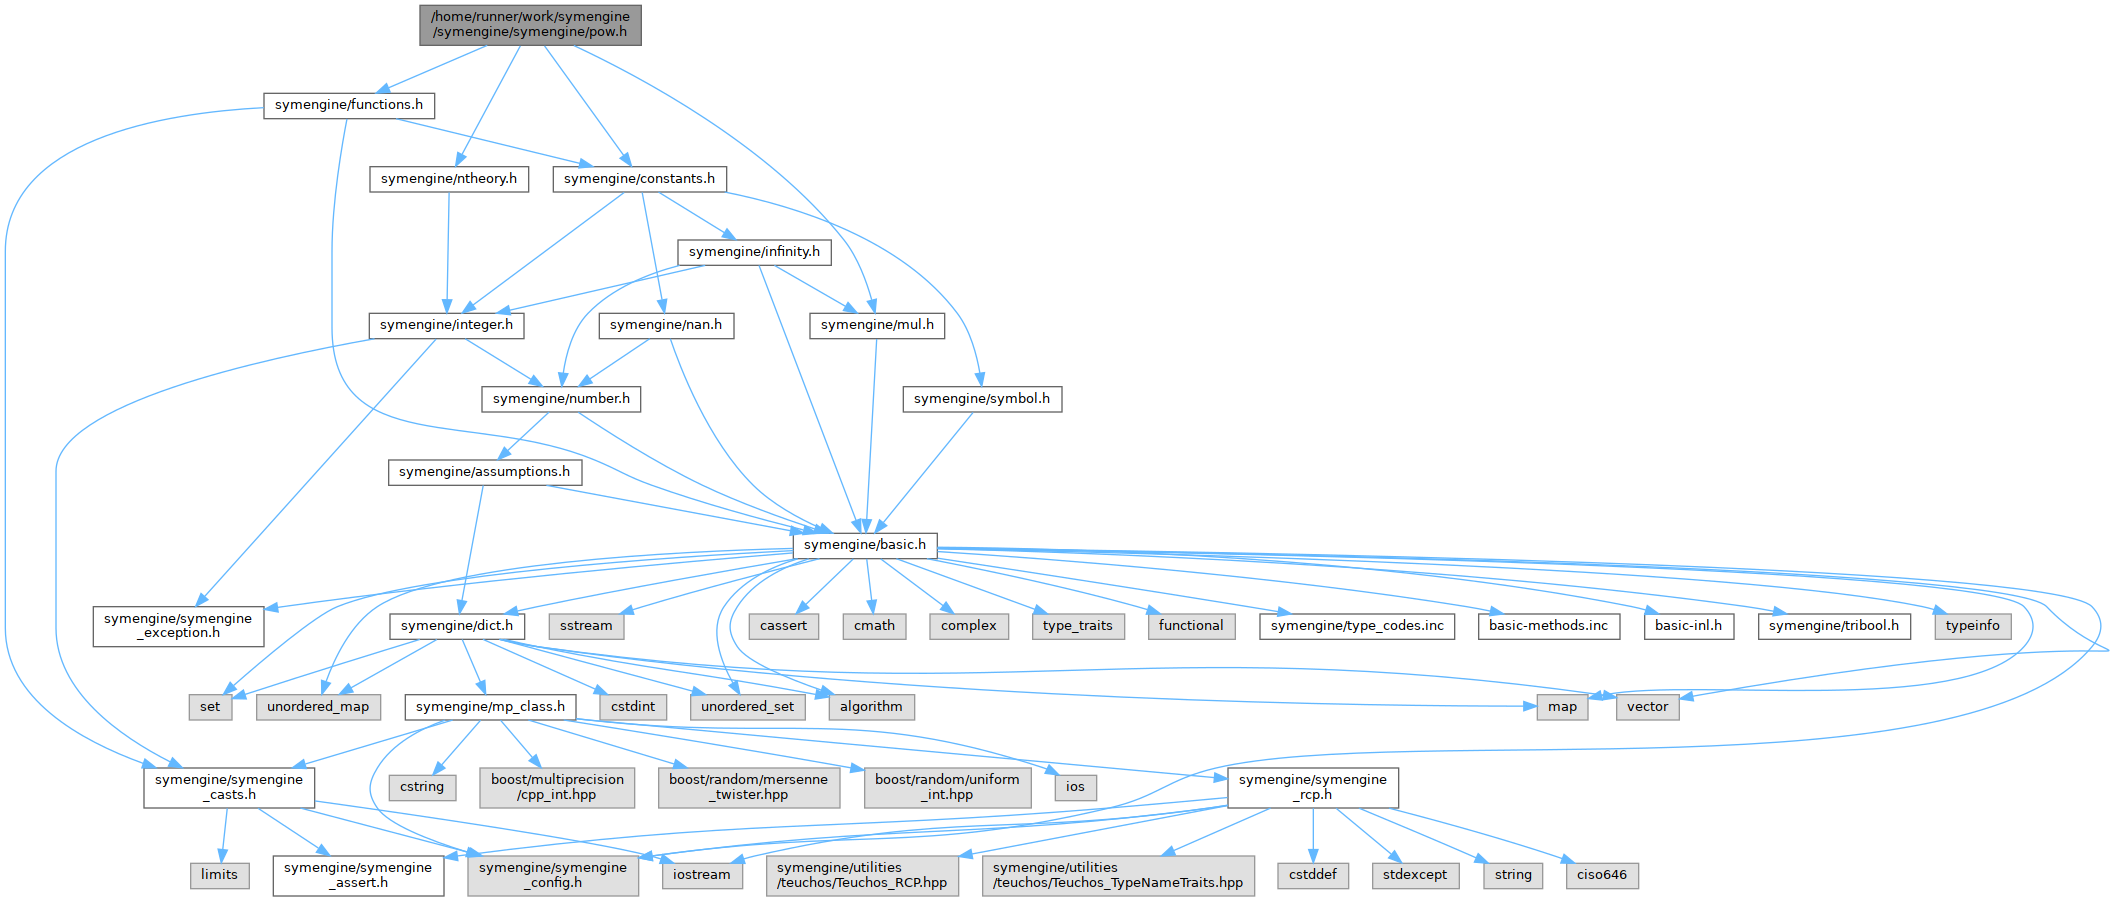 /home/runner/work/symengine
/symengine/symengine/pow.h
symengine/functions.h
symengine/ntheory.h
symengine/constants.h
symengine/infinity.h
symengine/integer.h
symengine/nan.h
symengine/mul.h
symengine/number.h
symengine/symbol.h
symengine/assumptions.h
symengine/basic.h
symengine/symengine
_exception.h
symengine/dict.h
sstream
cassert
cmath
complex
type_traits
functional
symengine/type_codes.inc
basic-methods.inc
basic-inl.h
symengine/tribool.h
typeinfo
set
unordered_map
symengine/mp_class.h
cstdint
unordered_set
algorithm
map
vector
symengine/symengine
_casts.h
cstring
boost/multiprecision
/cpp_int.hpp
boost/random/mersenne
_twister.hpp
boost/random/uniform
_int.hpp
ios
symengine/symengine
_rcp.h
limits
symengine/symengine
_assert.h
symengine/symengine
_config.h
iostream
symengine/utilities
/teuchos/Teuchos_RCP.hpp
symengine/utilities
/teuchos/Teuchos_TypeNameTraits.hpp
cstddef
stdexcept
string
ciso646